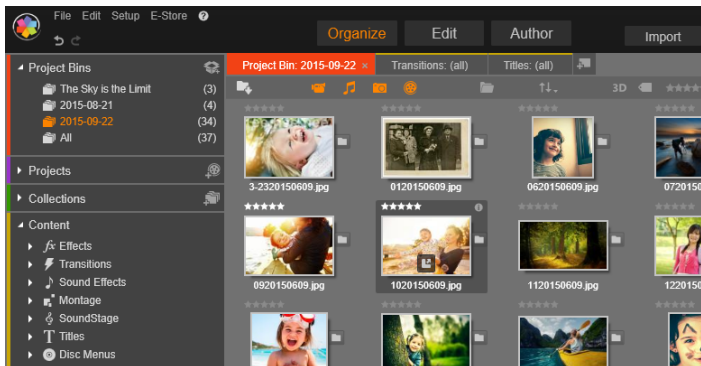 File Edit Setup E-Store ?
Organize Edit Author Import
Project Bins
The Sky is the Limit (3)
2015-08-21 (4)
2015-09-22 (34)
All (37)
Projects
Collections
Content
fx Effects
Transitions
Sound Effects
Montage
SoundStage
T Titles
Disc Menus
Project Bin: 2015-09-22 × Transitions: (all) Titles: (all)
3D
3-2320150609.jpg 0120150609.jpg 0620150609.jpg 0720150
0920150609.jpg 1020150609.jpg 1120150609.jpg 1220150